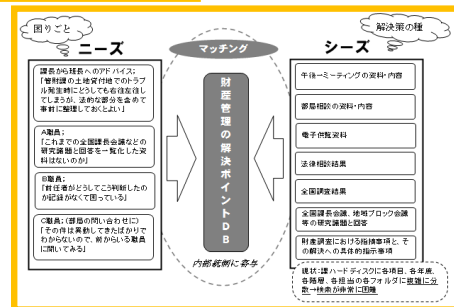 困りごと
ニーズ
課長から班長へのアドバイス；
「管財課の土地貸付地でのトラブ
ル発生時にどうしても右往左往し
てしまうが、法的な部分を含めて
事前に整理しておくとよい」
A職員；
「これまでの全国課長会議などの
研究議題と回答を一覧化した資
料はないのか」
B職員；
「前任者がどうしてこう判断したの
か記録がなくて困っている」
C職員；(部局の問い合わせに)
「その件は異動してきたばかりで
わからないので、前からいる職員
に聞いてみる」
マッチング
財産管理の解決ポイントDB
内部統制に寄与
解決策の種
シーズ
午後一ミーティングの資料・内容
部局相談の資料・内容
電子供覧資料
法律相談結果
全国調査結果
全国課長会議、地域ブロック会議
等の研究議題と回答
財産調査における指摘事項と、そ
の解決への具体的指示事項
現状：課ハードディスクに各項目、各年度、
各階層、各担当の各フォルダに複雑に分
散→検索が非常に困難